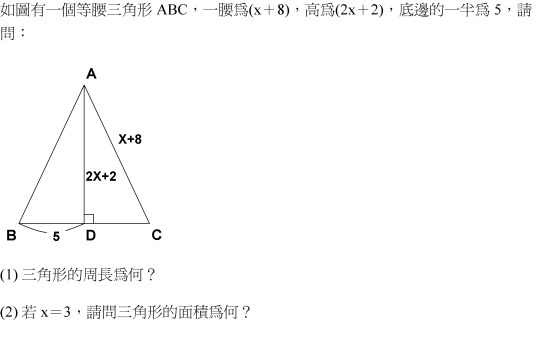 如圖有一個等腰三角形 ABC，一腰爲(x＋8)，高爲(2x＋2)，底邊的一半爲 5，請
問：
A
X+8
2X+2
B
5
D
C
(1) 三角形的周長爲何？
(2) 若 x＝3，請問三角形的面積爲何？